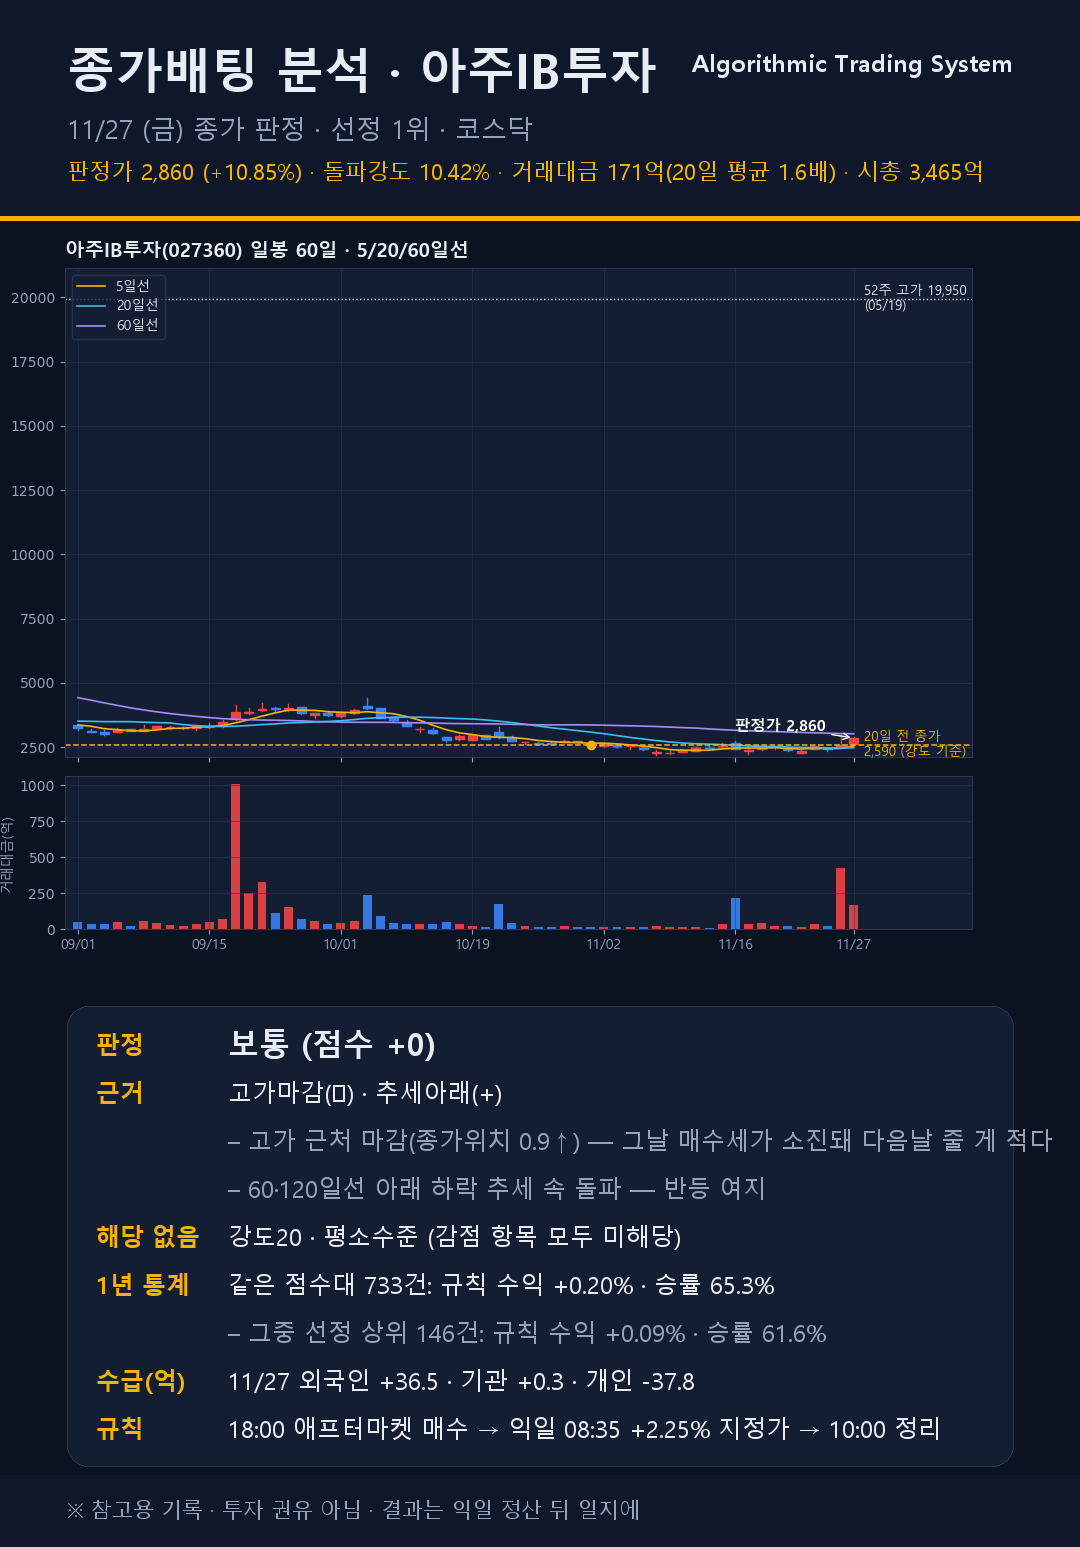 종가배팅 분석 · 아주IB투자
Algorithmic Trading System
11/27 (금) 종가 판정 · 선정 1위 · 코스닥
판정가 2,860 (+10.85%) · 돌파강도 10.42% · 거래대금 171억(20일 평균 1.6배) · 시총 3,465억
아주IB투자(027360) 일봉 60일 · 5/20/60일선
5일선
20일선
60일선
52주 고가 19,950
(05/19)
20000
17500
15000
12500
10000
7500
5000
2500
판정가 2,860
20일 전 종가
2,590 (강도 기준)
거래대금(억)
1000
750
500
250
0
09/01 09/15 10/01 10/19 11/02 11/16 11/27
판정 보통 (점수 +0)
근거 고가마감(▯) · 추세아래(+)
– 고가 근처 마감(종가위치 0.9↑) — 그날 매수세가 소진돼 다음날 줄 게 적다
– 60·120일선 아래 하락 추세 속 돌파 — 반등 여지
해당 없음 강도20 · 평소수준 (감점 항목 모두 미해당)
1년 통계 같은 점수대 733건: 규칙 수익 +0.20% · 승률 65.3%
– 그중 선정 상위 146건: 규칙 수익 +0.09% · 승률 61.6%
수급(억) 11/27 외국인 +36.5 · 기관 +0.3 · 개인 -37.8
규칙 18:00 애프터마켓 매수 → 익일 08:35 +2.25% 지정가 → 10:00 정리
※ 참고용 기록 · 투자 권유 아님 · 결과는 익일 정산 뒤 일지에